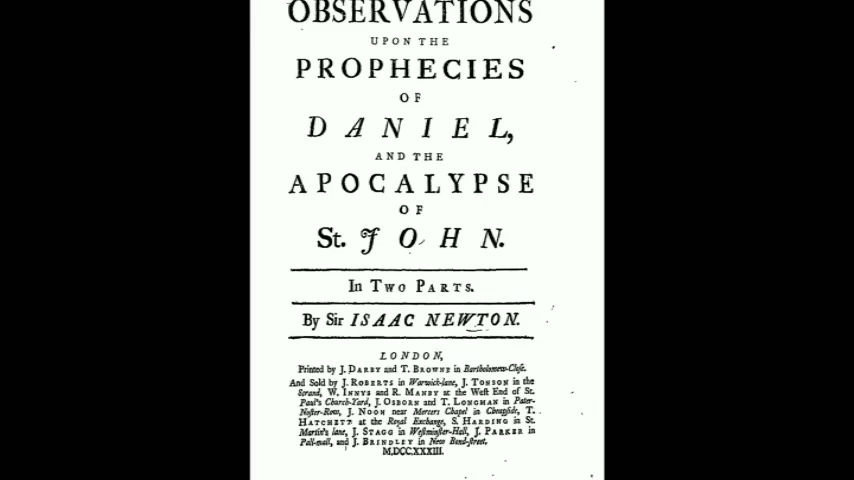 OBSERVATIONS
UPON THE
PROPHECIES
OF
DANIEL,
AND THE
APOCALYPSE
OF
St. JOHN.
In Two Parts.
By Sir ISAAC NEWTON.
LONDON,
Printed by J. Darby and T. Browne in Bartholomew-Close.
And Sold by J. Roberts in Warwick-lane, J. Tonson in the
Strand, W. Innys and R. Manby at the West End of St.
Paul's Church-Yard, J. Osborn and T. Longman in Pater-
Noster-Row, J. Noon near Mercers Chapel in Cheapside, T.
Hatchett at the Royal Exchange, S. Harding in St.
Martin's lane, J. Stagg in Westminster-Hall, J. Parker in
Pall-mall, and J. Brindley in New Bond-street.
M.DCC.XXXIII.